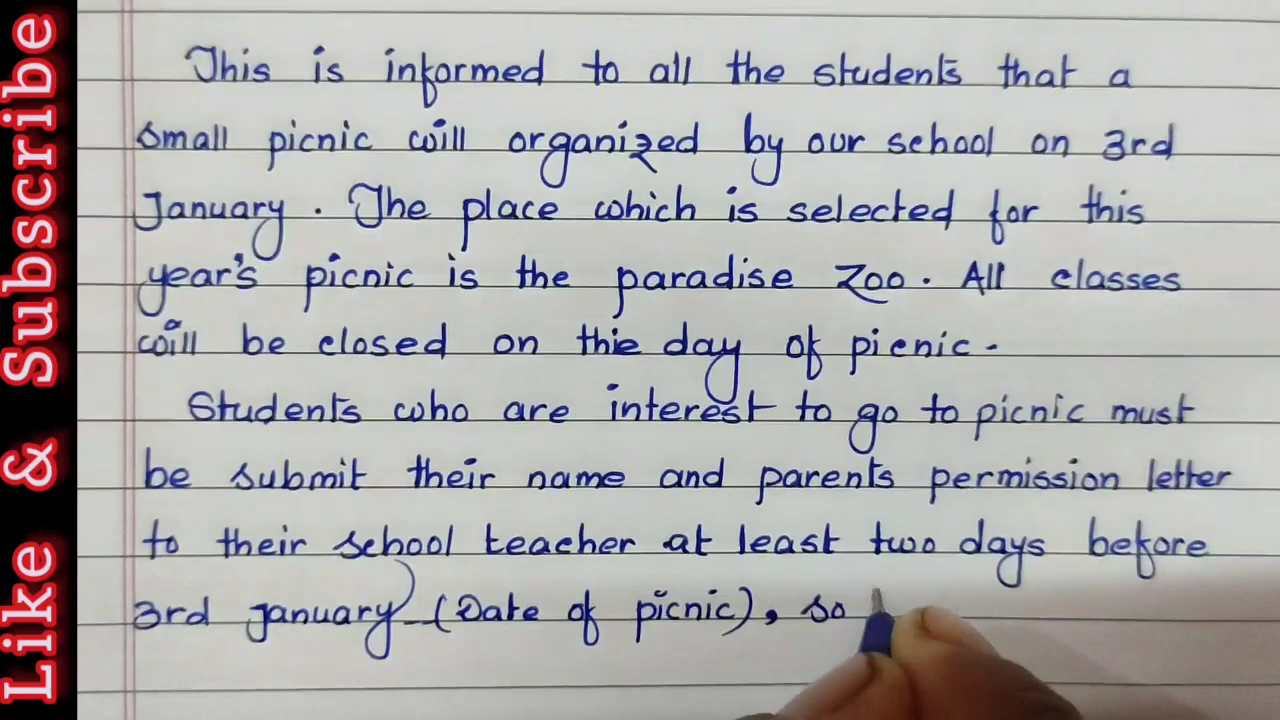 Like & Subscribe
This is informed to all the students that a
small picnic will organized by our school on 3rd
January. The place which is selected for this
year's picnic is the paradise Zoo. All classes
will be closed on the day of picnic.
Students who are interest to go to picnic must
be submit their name and parents permission letter
to their school teacher at least two days before
3rd january (Date of picnic), so